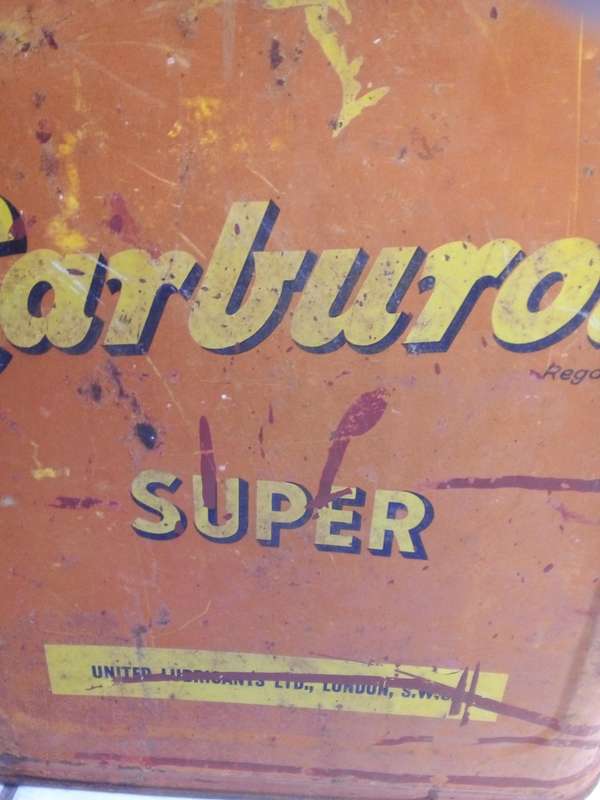 Carburo
Regd
SUPER
UNITED LUBRICANTS LTD., LONDON, S.W.